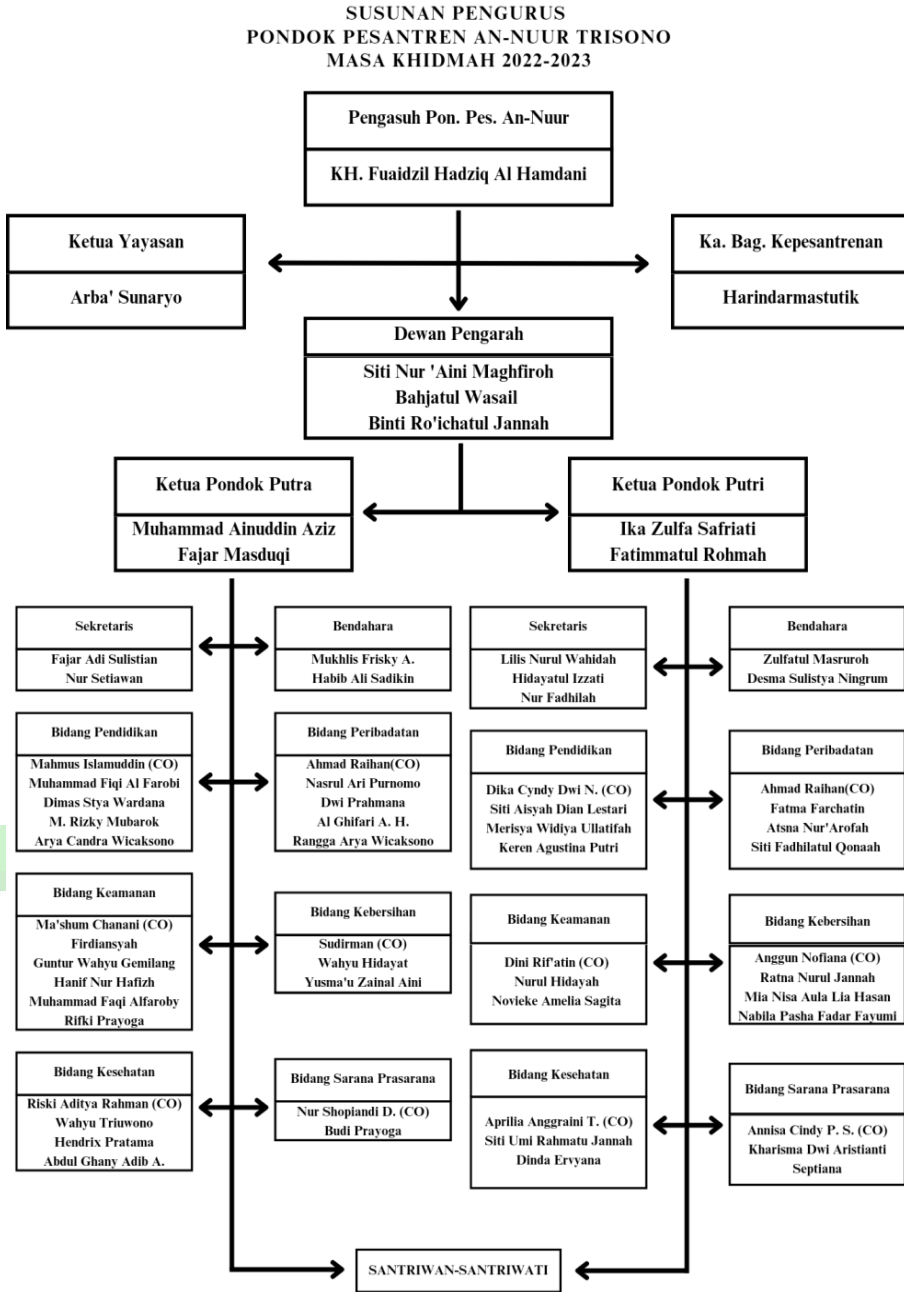 SUSUNAN PENGURUS
PONDOK PESANTREN AN-NUUR TRISONO
MASA KHIDMAH 2022-2023
Pengasuh Pon. Pes. An-Nuur
KH. Fuaidzil Hadziq Al Hamdani
Ketua Yayasan
Arba' Sunaryo
Ka. Bag. Kepesantrenan
Harindarmastutik
Dewan Pengarah
Siti Nur 'Aini Maghfiroh
Bahjatul Wasail
Binti Ro'ichatul Jannah
Ketua Pondok Putra
Muhammad Ainuddin Aziz
Fajar Masduqi
Ketua Pondok Putri
Ika Zulfa Safriati
Fatimmatul Rohmah
Sekretaris
Fajar Adi Sulistian
Nur Setiawan
Bendahara
Mukhlis Frisky A.
Habib Ali Sadikin
Sekretaris
Lilis Nurul Wahidah
Hidayatul Izzati
Nur Fadhilah
Bendahara
Zulfatul Masruroh
Desma Sulistya Ningrum
Bidang Pendidikan
Mahmus Islamuddin (CO)
Muhammad Fiqi Al Farobi
Dimas Stya Wardana
M. Rizky Mubarok
Arya Candra Wicaksono
Bidang Peribadatan
Ahmad Raihan(CO)
Nasrul Ari Purnomo
Dwi Prahmana
Al Ghifari A. H.
Rangga Arya Wicaksono
Bidang Pendidikan
Dika Cyndy Dwi N. (CO)
Siti Aisyah Dian Lestari
Merisya Widiya Ullatifah
Keren Agustina Putri
Bidang Peribadatan
Ahmad Raihan(CO)
Fatma Farchatin
Atsna Nur'Arofah
Siti Fadhilatul Qonaah
Bidang Keamanan
Ma'shum Chanani (CO)
Firdiansyah
Guntur Wahyu Gemilang
Hanif Nur Hafizh
Muhammad Faqi Alfaroby
Rifki Prayoga
Bidang Kebersihan
Sudirman (CO)
Wahyu Hidayat
Yusma'u Zainal Aini
Bidang Keamanan
Dini Rif'atin (CO)
Nurul Hidayah
Novieke Amelia Sagita
Bidang Kebersihan
Anggun Nofiana (CO)
Ratna Nurul Jannah
Mia Nisa Aula Lia Hasan
Nabila Pasha Fadar Fayumi
Bidang Kesehatan
Riski Aditya Rahman (CO)
Wahyu Triuwono
Hendrix Pratama
Abdul Ghany Adib A.
Bidang Sarana Prasarana
Nur Shopiandi D. (CO)
Budi Prayoga
Bidang Kesehatan
Aprilia Anggraini T. (CO)
Siti Umi Rahmatu Jannah
Dinda Ervyana
Bidang Sarana Prasarana
Annisa Cindy P. S. (CO)
Kharisma Dwi Aristianti
Septiana
SANTRIWAN-SANTRIWATI